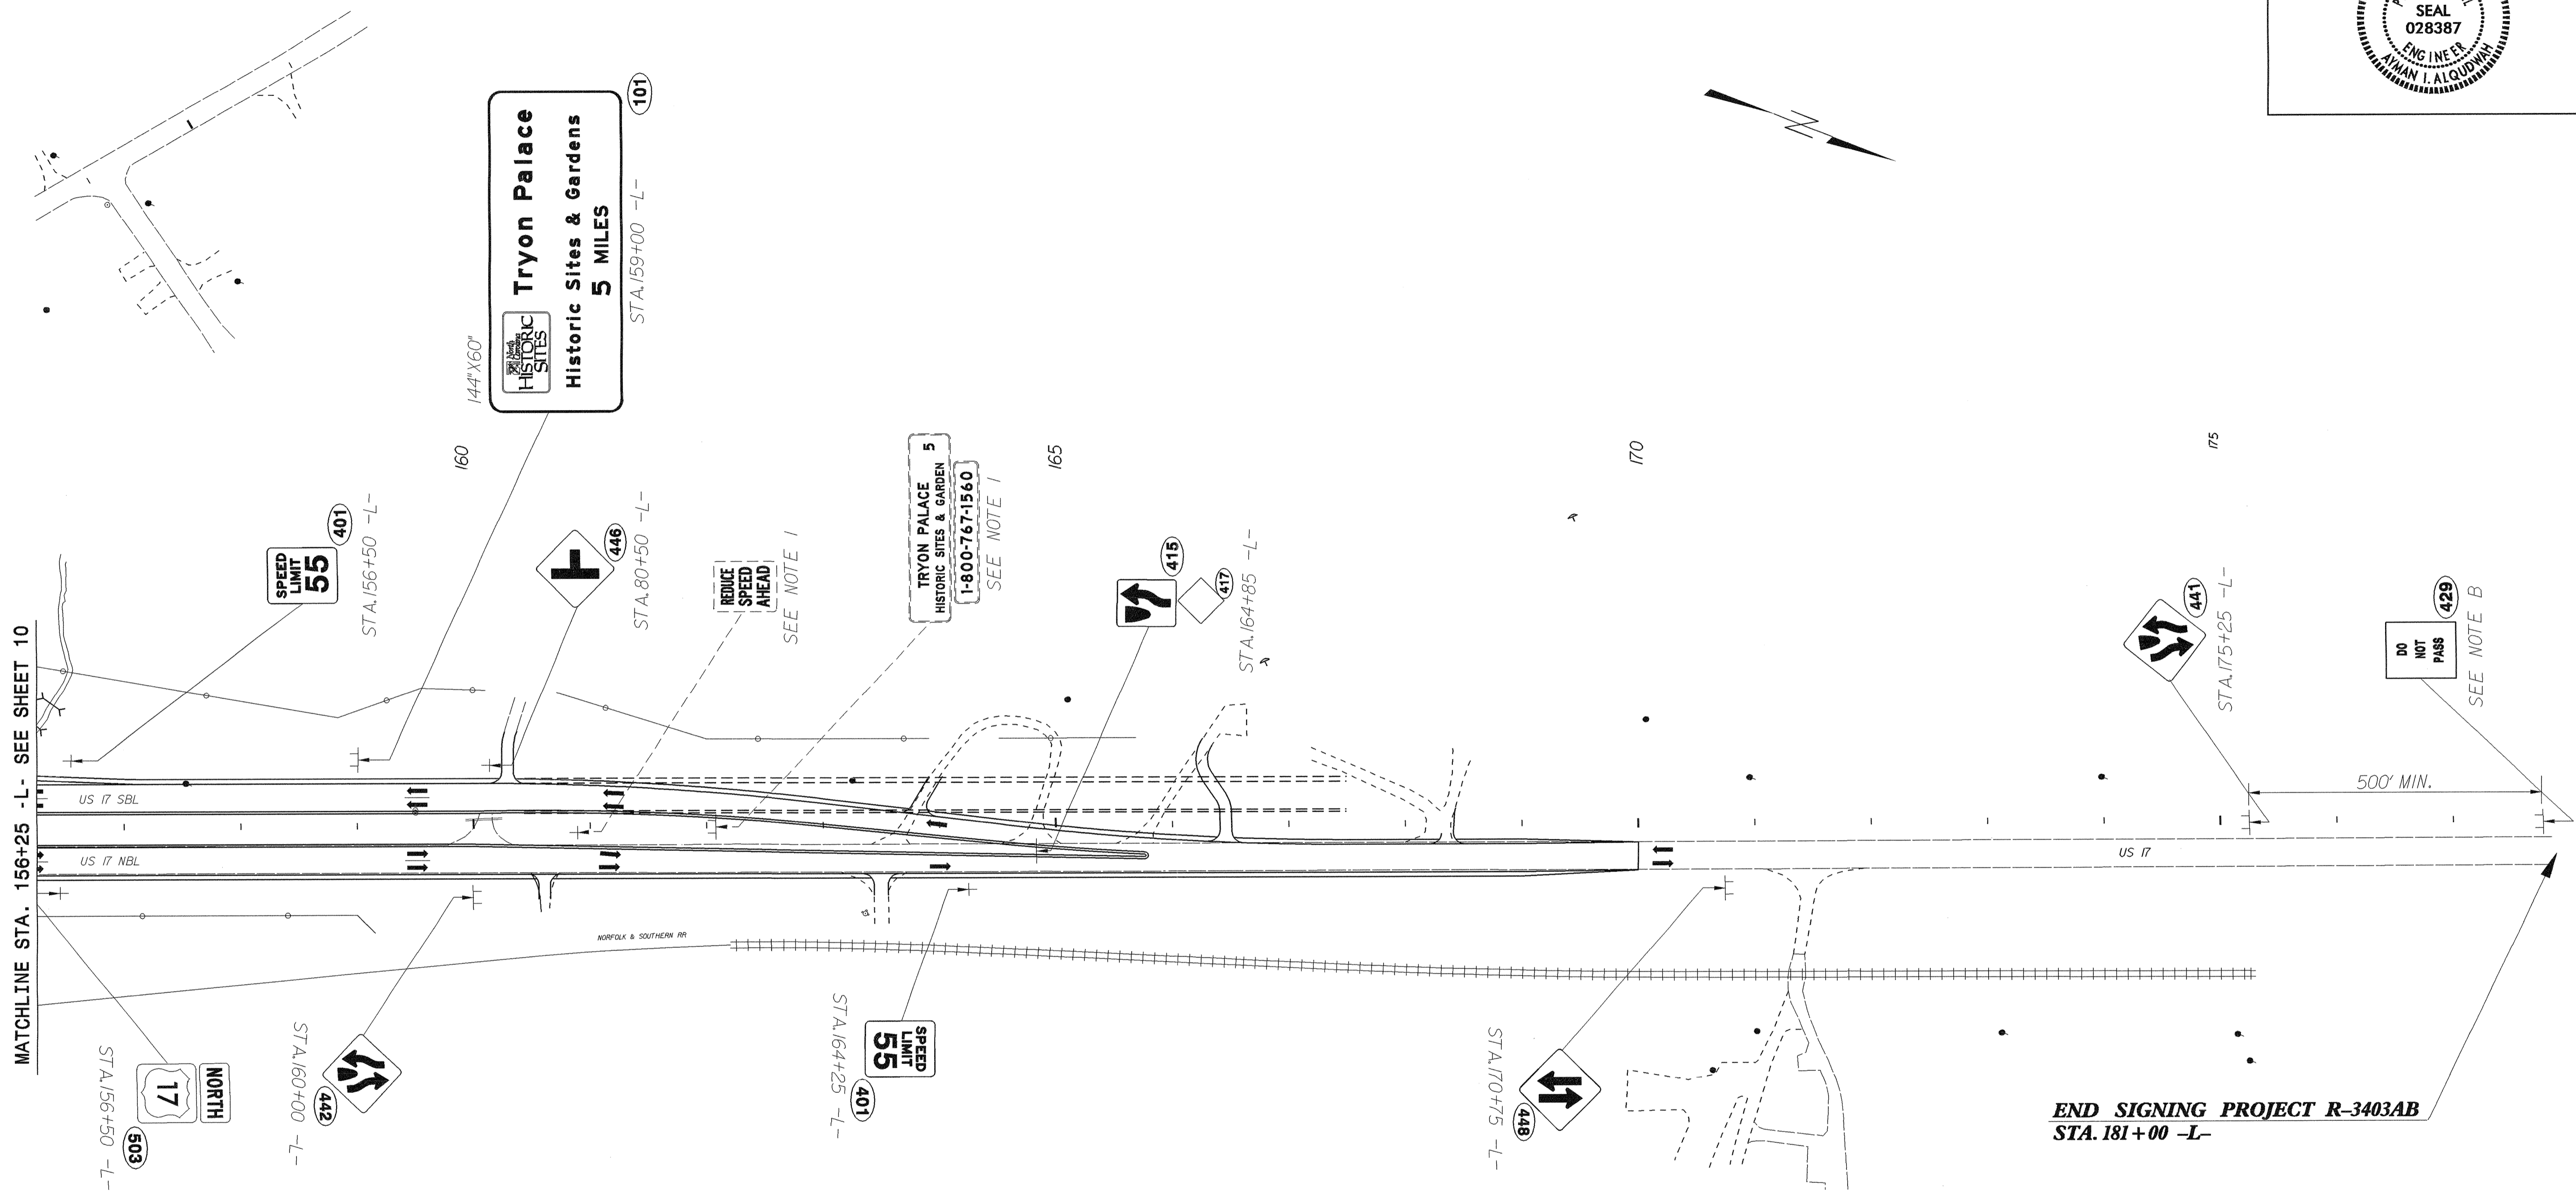 SEAL
028387
ENGINEER
AYMAN I. ALQUDWAH
MATCHLINE STA. 156+25 -L- SEE SHEET 10
144"X60"
North Carolina
HISTORIC
SITES
Tryon Palace
Historic Sites & Gardens
5 MILES
101
STA.159+00 -L-
160
165
170
175
SPEED
LIMIT
55
401
STA.156+50 -L-
446
STA.80+50 -L-
REDUCE
SPEED
AHEAD
SEE NOTE 1
TRYON PALACE 5
HISTORIC SITES & GARDEN
1-800-767-1560
SEE NOTE 1
415
417
STA.164+85 -L-
441
STA.175+25 -L-
DO
NOT
PASS
429
SEE NOTE B
500' MIN.
US 17 SBL
US 17 NBL
US 17
NORFOLK & SOUTHERN RR
NORTH
17
503
STA.156+50 -L-
442
STA.160+00 -L-
SPEED
LIMIT
55
401
STA.164+25 -L-
448
STA.170+75 -L-
END SIGNING PROJECT R-3403AB
STA. 181+00 -L-